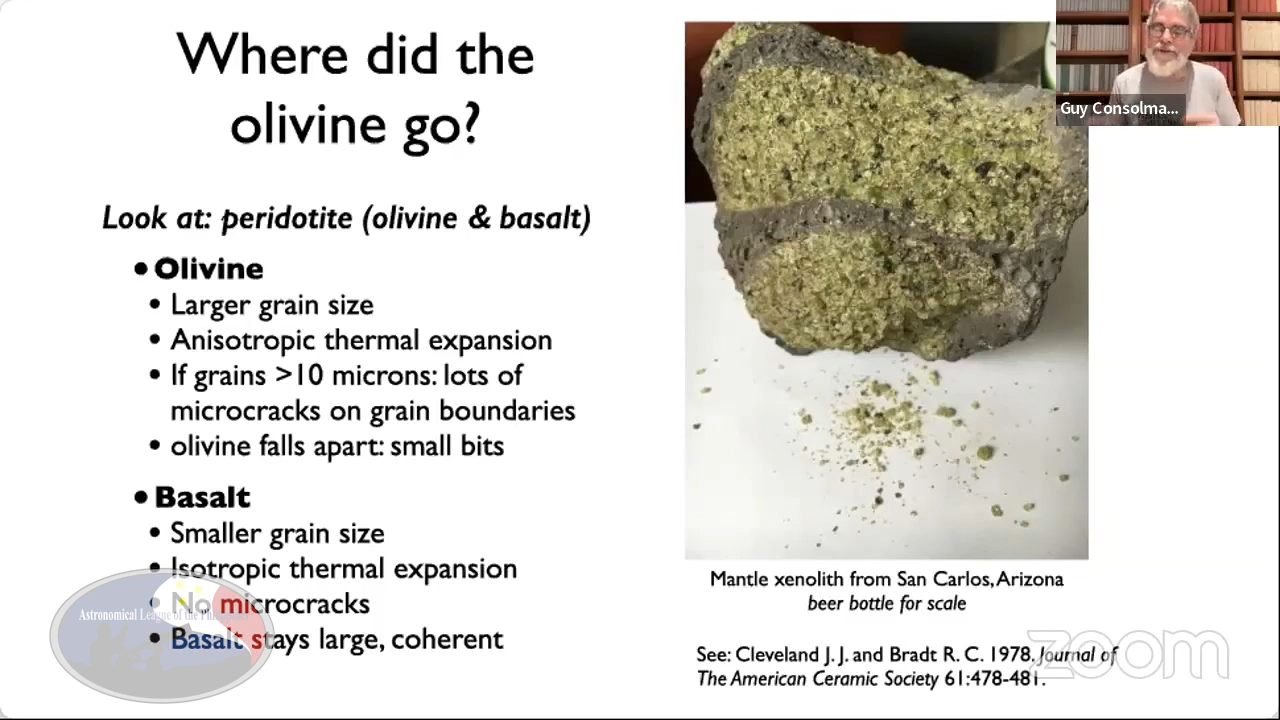 Where did the
olivine go?
Look at: peridotite (olivine & basalt)
• Olivine
• Larger grain size
• Anisotropic thermal expansion
• If grains >10 microns: lots of
microcracks on grain boundaries
• olivine falls apart: small bits
• Basalt
• Smaller grain size
• Isotropic thermal expansion
• No microcracks
• Basalt stays large, coherent
Astronomical League of the Philippines
Guy Consolma...
Mantle xenolith from San Carlos, Arizona
beer bottle for scale
See: Cleveland J. J. and Bradt R. C. 1978. Journal of
The American Ceramic Society 61:478-481.
zoom